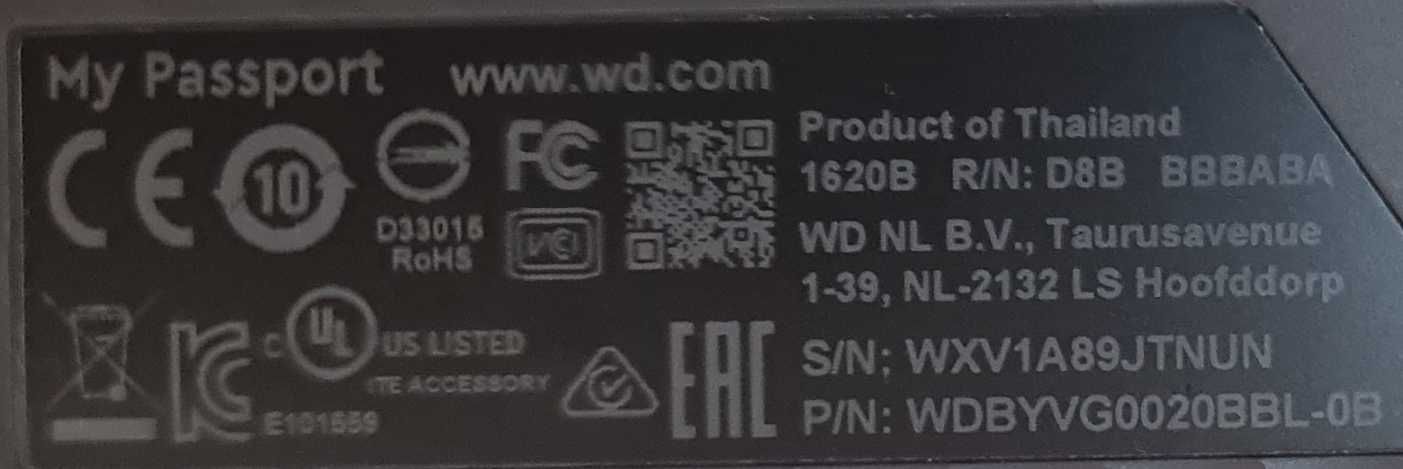 My Passport www.wd.com
CE
10
D33015
RoHS
FC
VCI
Product of Thailand
1620B R/N: D8B BBBABA
WD NL B.V., Taurusavenue
1-39, NL-2132 LS Hoofddorp
C UL US LISTED
ITE ACCESSORY
E101559
EAC
S/N: WXV1A89JTNUN
P/N: WDBYVG0020BBL-0B